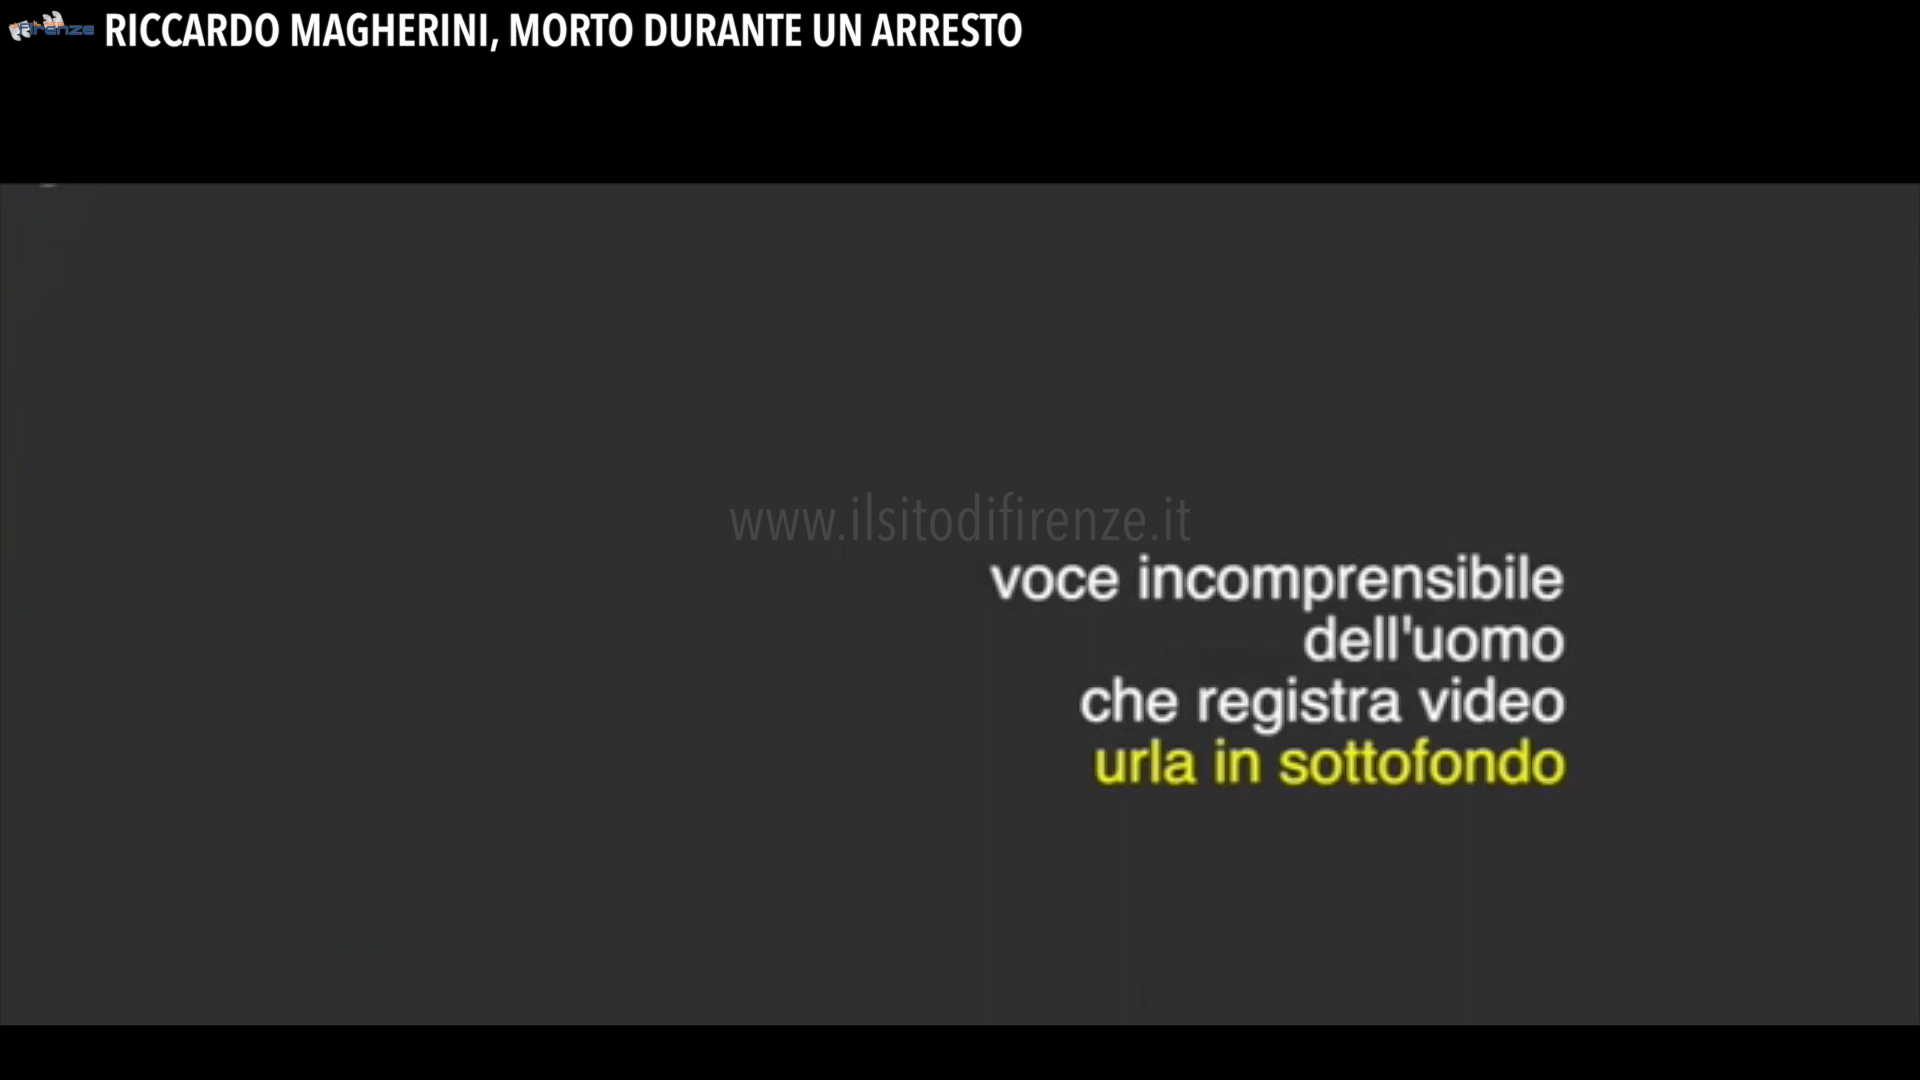 Firenze
RICCARDO MAGHERINI, MORTO DURANTE UN ARRESTO
www.ilsitodifirenze.it
voce incomprensibile
dell'uomo
che registra video
urla in sottofondo